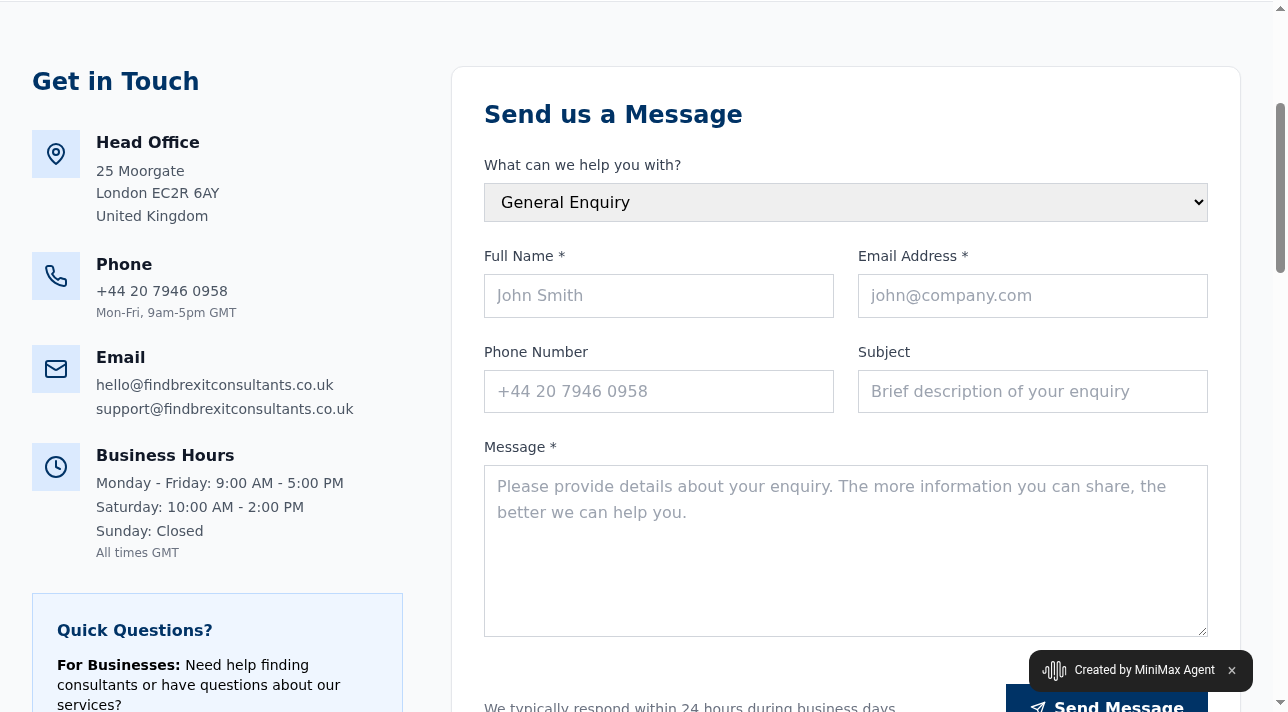 Get in Touch
Head Office
25 Moorgate
London EC2R 6AY
United Kingdom
Phone
+44 20 7946 0958
Mon-Fri, 9am-5pm GMT
Email
hello@findbrexitconsultants.co.uk
support@findbrexitconsultants.co.uk
Business Hours
Monday - Friday: 9:00 AM - 5:00 PM
Saturday: 10:00 AM - 2:00 PM
Sunday: Closed
All times GMT
Quick Questions?
For Businesses: Need help finding
consultants or have questions about our
services?
Send us a Message
What can we help you with?
General Enquiry
Full Name *
Email Address *
John Smith
john@company.com
Phone Number
Subject
+44 20 7946 0958
Brief description of your enquiry
Message *
Please provide details about your enquiry. The more information you can share, the
better we can help you.
We typically respond within 24 hours during business days
Send Message
Created by MiniMax Agent